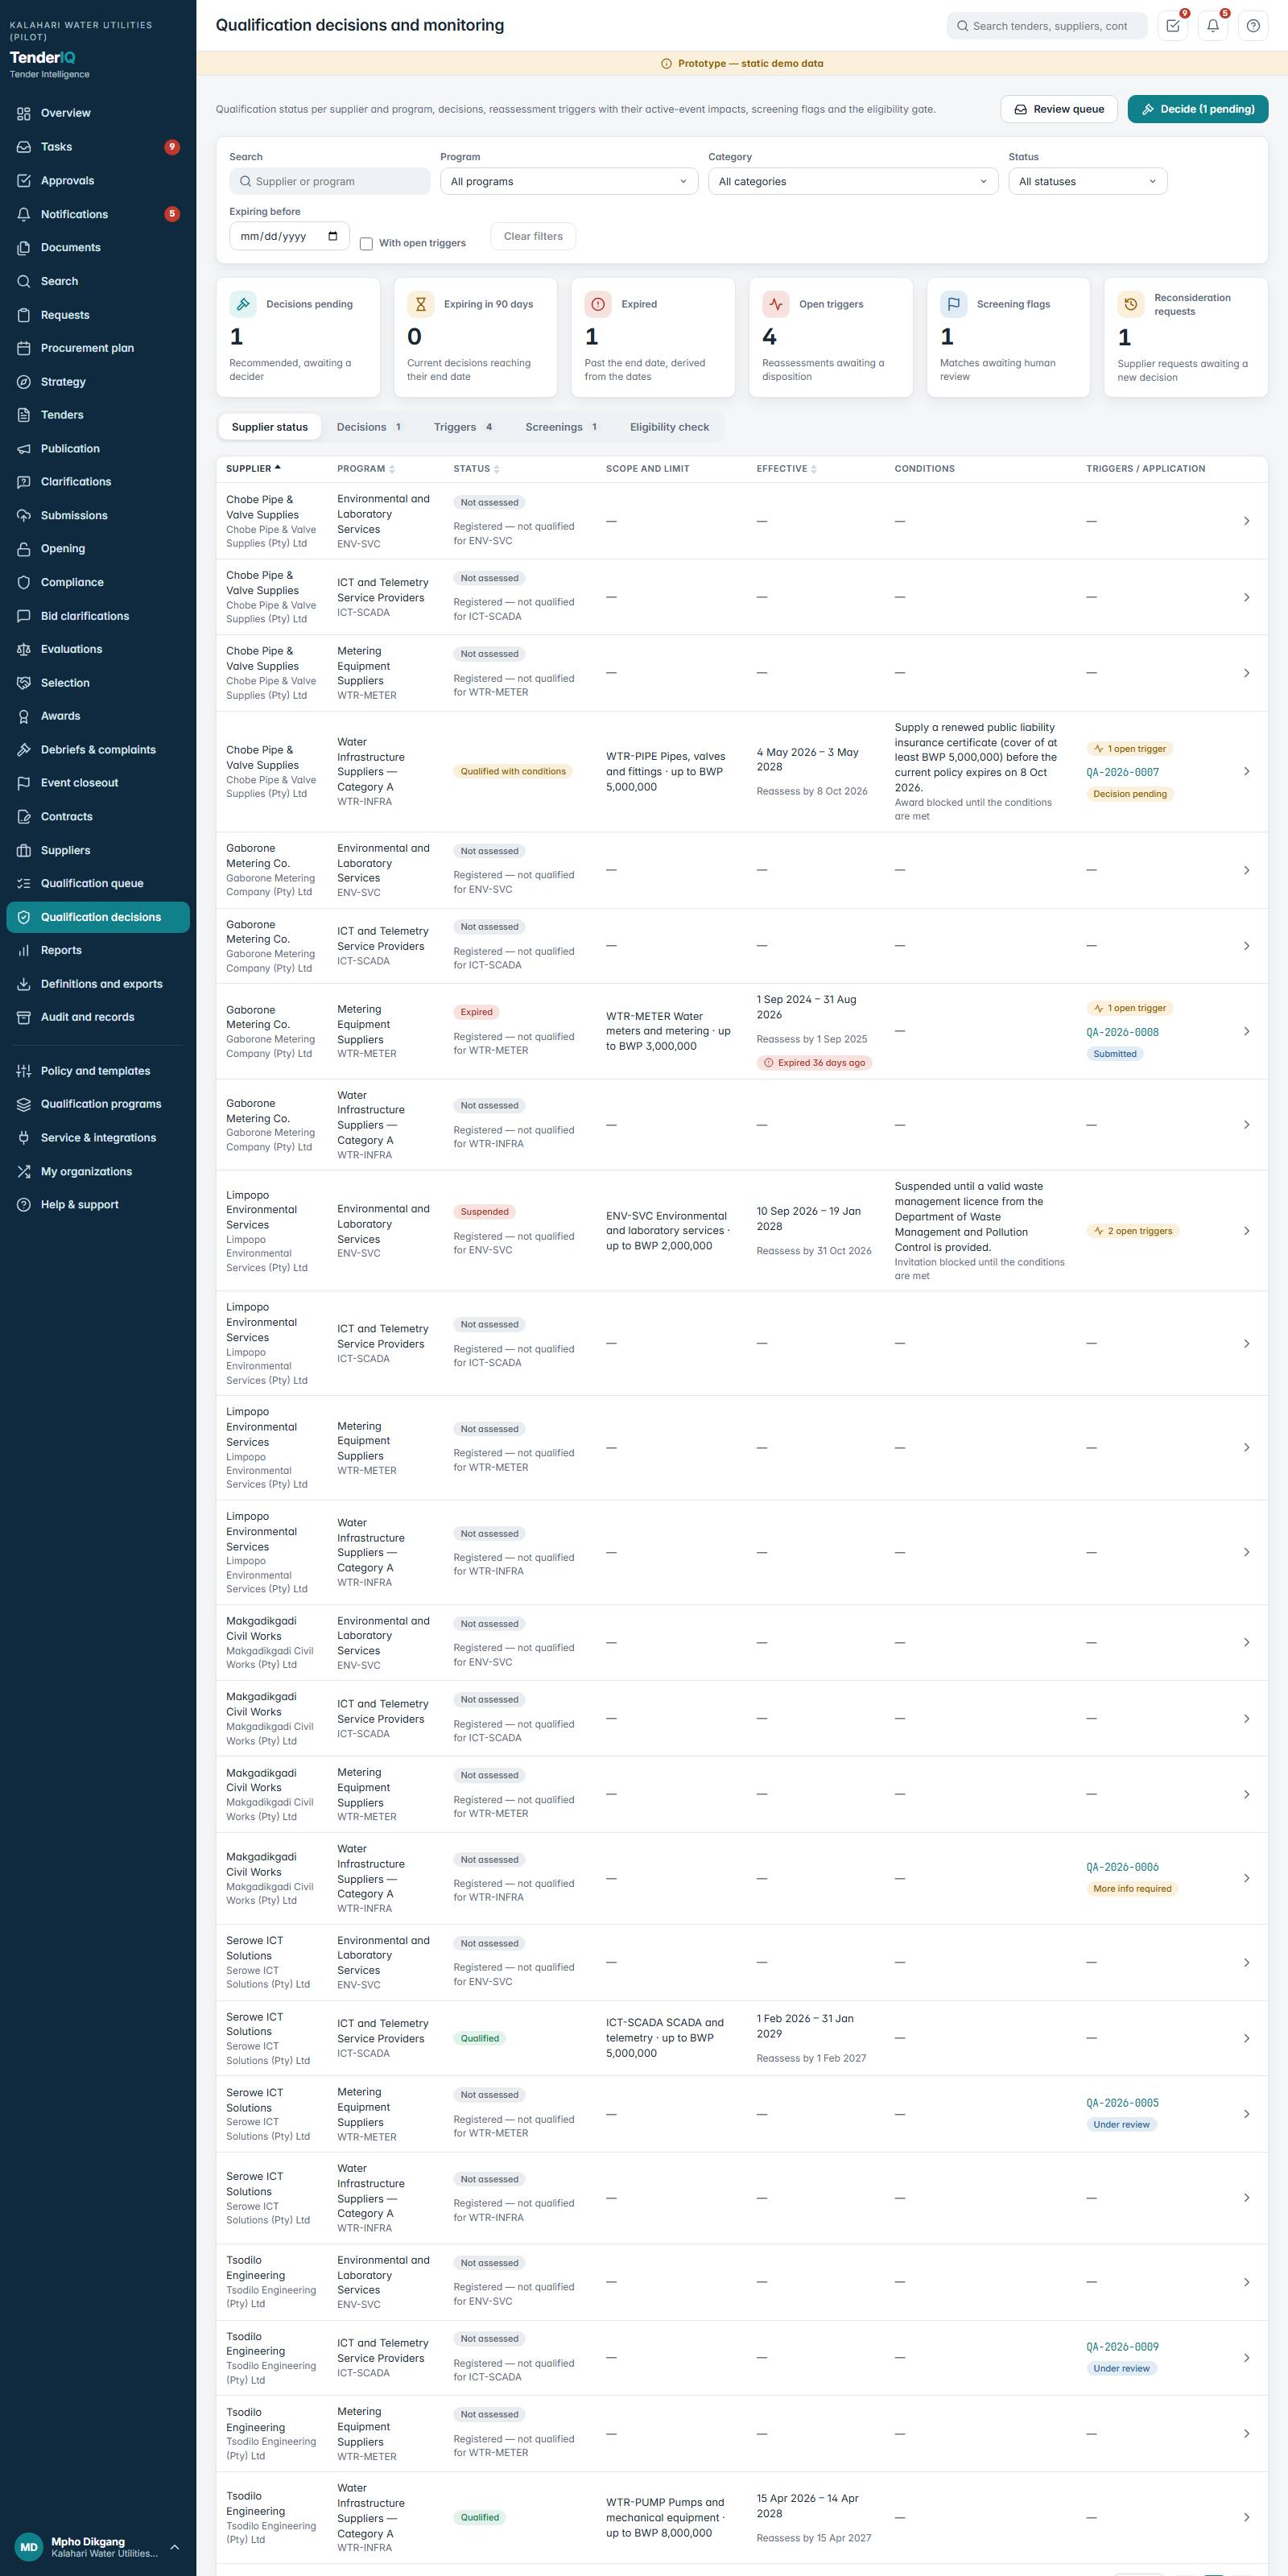 KALAHARI WATER UTILITIES
(PILOT)
TenderIQ
Tender Intelligence
Overview
Tasks 9
Approvals
Notifications 5
Documents
Search
Requests
Procurement plan
Strategy
Tenders
Publication
Clarifications
Submissions
Opening
Compliance
Bid clarifications
Evaluations
Selection
Awards
Debriefs & complaints
Event closeout
Contracts
Suppliers
Qualification queue
Qualification decisions
Reports
Definitions and exports
Audit and records
Policy and templates
Qualification programs
Service & integrations
My organizations
Help & support
MD
Mpho Dikgang
Kalahari Water Utilities...
Qualification decisions and monitoring
Search tenders, suppliers, cont
9
5
Prototype — static demo data
Qualification status per supplier and program, decisions, reassessment triggers with their active-event impacts, screening flags and the eligibility gate.
Review queue
Decide (1 pending)
Search
Supplier or program
Program
All programs
Category
All categories
Status
All statuses
Expiring before
mm/dd/yyyy
With open triggers
Clear filters
Decisions pending
1
Recommended, awaiting a
decider
Expiring in 90 days
0
Current decisions reaching
their end date
Expired
1
Past the end date, derived
from the dates
Open triggers
4
Reassessments awaiting a
disposition
Screening flags
1
Matches awaiting human
review
Reconsideration
requests
1
Supplier requests awaiting a
new decision
Supplier status
Decisions 1
Triggers 4
Screenings 1
Eligibility check
SUPPLIER PROGRAM STATUS SCOPE AND LIMIT EFFECTIVE CONDITIONS TRIGGERS / APPLICATION
Chobe Pipe &
Valve Supplies
Chobe Pipe & Valve
Supplies (Pty) Ltd
Environmental and
Laboratory
Services
ENV-SVC
Not assessed
Registered — not qualified
for ENV-SVC
— — — —
Chobe Pipe &
Valve Supplies
Chobe Pipe & Valve
Supplies (Pty) Ltd
ICT and Telemetry
Service Providers
ICT-SCADA
Not assessed
Registered — not qualified
for ICT-SCADA
— — — —
Chobe Pipe &
Valve Supplies
Chobe Pipe & Valve
Supplies (Pty) Ltd
Metering
Equipment
Suppliers
WTR-METER
Not assessed
Registered — not qualified
for WTR-METER
— — — —
Chobe Pipe &
Valve Supplies
Chobe Pipe & Valve
Supplies (Pty) Ltd
Water
Infrastructure
Suppliers —
Category A
WTR-INFRA
Qualified with conditions
WTR-PIPE Pipes, valves
and fittings · up to BWP
5,000,000
4 May 2026 – 3 May
2028
Reassess by 8 Oct 2026
Supply a renewed public liability
insurance certificate (cover of at
least BWP 5,000,000) before the
current policy expires on 8 Oct
2026.
Award blocked until the conditions
are met
1 open trigger
QA-2026-0007
Decision pending
Gaborone
Metering Co.
Gaborone Metering
Company (Pty) Ltd
Environmental and
Laboratory
Services
ENV-SVC
Not assessed
Registered — not qualified
for ENV-SVC
— — — —
Gaborone
Metering Co.
Gaborone Metering
Company (Pty) Ltd
ICT and Telemetry
Service Providers
ICT-SCADA
Not assessed
Registered — not qualified
for ICT-SCADA
— — — —
Gaborone
Metering Co.
Gaborone Metering
Company (Pty) Ltd
Metering
Equipment
Suppliers
WTR-METER
Expired
Registered — not qualified
for WTR-METER
WTR-METER Water
meters and metering · up
to BWP 3,000,000
1 Sep 2024 – 31 Aug
2026
Reassess by 1 Sep 2025
Expired 36 days ago
—
1 open trigger
QA-2026-0008
Submitted
Gaborone
Metering Co.
Gaborone Metering
Company (Pty) Ltd
Water
Infrastructure
Suppliers —
Category A
WTR-INFRA
Not assessed
Registered — not qualified
for WTR-INFRA
— — — —
Limpopo
Environmental
Services
Limpopo
Environmental
Services (Pty) Ltd
Environmental and
Laboratory
Services
ENV-SVC
Suspended
Registered — not qualified
for ENV-SVC
ENV-SVC Environmental
and laboratory services ·
up to BWP 2,000,000
10 Sep 2026 – 19 Jan
2028
Reassess by 31 Oct 2026
Suspended until a valid waste
management licence from the
Department of Waste
Management and Pollution
Control is provided.
Invitation blocked until the conditions
are met
2 open triggers
Limpopo
Environmental
Services
Limpopo
Environmental
Services (Pty) Ltd
ICT and Telemetry
Service Providers
ICT-SCADA
Not assessed
Registered — not qualified
for ICT-SCADA
— — — —
Limpopo
Environmental
Services
Limpopo
Environmental
Services (Pty) Ltd
Metering
Equipment
Suppliers
WTR-METER
Not assessed
Registered — not qualified
for WTR-METER
— — — —
Limpopo
Environmental
Services
Limpopo
Environmental
Services (Pty) Ltd
Water
Infrastructure
Suppliers —
Category A
WTR-INFRA
Not assessed
Registered — not qualified
for WTR-INFRA
— — — —
Makgadikgadi
Civil Works
Makgadikgadi Civil
Works (Pty) Ltd
Environmental and
Laboratory
Services
ENV-SVC
Not assessed
Registered — not qualified
for ENV-SVC
— — — —
Makgadikgadi
Civil Works
Makgadikgadi Civil
Works (Pty) Ltd
ICT and Telemetry
Service Providers
ICT-SCADA
Not assessed
Registered — not qualified
for ICT-SCADA
— — — —
Makgadikgadi
Civil Works
Makgadikgadi Civil
Works (Pty) Ltd
Metering
Equipment
Suppliers
WTR-METER
Not assessed
Registered — not qualified
for WTR-METER
— — — —
Makgadikgadi
Civil Works
Makgadikgadi Civil
Works (Pty) Ltd
Water
Infrastructure
Suppliers —
Category A
WTR-INFRA
Not assessed
Registered — not qualified
for WTR-INFRA
— — —
QA-2026-0006
More info required
Serowe ICT
Solutions
Serowe ICT
Solutions (Pty) Ltd
Environmental and
Laboratory
Services
ENV-SVC
Not assessed
Registered — not qualified
for ENV-SVC
— — — —
Serowe ICT
Solutions
Serowe ICT
Solutions (Pty) Ltd
ICT and Telemetry
Service Providers
ICT-SCADA
Qualified
ICT-SCADA SCADA and
telemetry · up to BWP
5,000,000
1 Feb 2026 – 31 Jan
2029
Reassess by 1 Feb 2027
— —
Serowe ICT
Solutions
Serowe ICT
Solutions (Pty) Ltd
Metering
Equipment
Suppliers
WTR-METER
Not assessed
Registered — not qualified
for WTR-METER
— — —
QA-2026-0005
Under review
Serowe ICT
Solutions
Serowe ICT
Solutions (Pty) Ltd
Water
Infrastructure
Suppliers —
Category A
WTR-INFRA
Not assessed
Registered — not qualified
for WTR-INFRA
— — — —
Tsodilo
Engineering
Tsodilo Engineering
(Pty) Ltd
Environmental and
Laboratory
Services
ENV-SVC
Not assessed
Registered — not qualified
for ENV-SVC
— — — —
Tsodilo
Engineering
Tsodilo Engineering
(Pty) Ltd
ICT and Telemetry
Service Providers
ICT-SCADA
Not assessed
Registered — not qualified
for ICT-SCADA
— — —
QA-2026-0009
Under review
Tsodilo
Engineering
Tsodilo Engineering
(Pty) Ltd
Metering
Equipment
Suppliers
WTR-METER
Not assessed
Registered — not qualified
for WTR-METER
— — — —
Tsodilo
Engineering
Tsodilo Engineering
(Pty) Ltd
Water
Infrastructure
Suppliers —
Category A
WTR-INFRA
Qualified
WTR-PUMP Pumps and
mechanical equipment ·
up to BWP 8,000,000
15 Apr 2026 – 14 Apr
2028
Reassess by 15 Apr 2027
— —